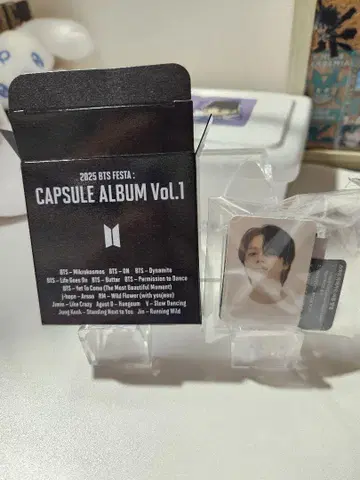 2025 BTS FESTA :
CAPSULE ALBUM Vol.1
BTS – Mikrokosmos BTS – ON BTS – Dynamite
BTS – Life Goes On BTS – Butter BTS – Permission to Dance
BTS – Yet To Come (The Most Beautiful Moment)
j-hope – Arson RM – Wild Flower (with youjeen)
Jimin – Like Crazy Agust D – Haegeum V – Slow Dancing
Jung Kook – Standing Next to You Jin – Running Wild